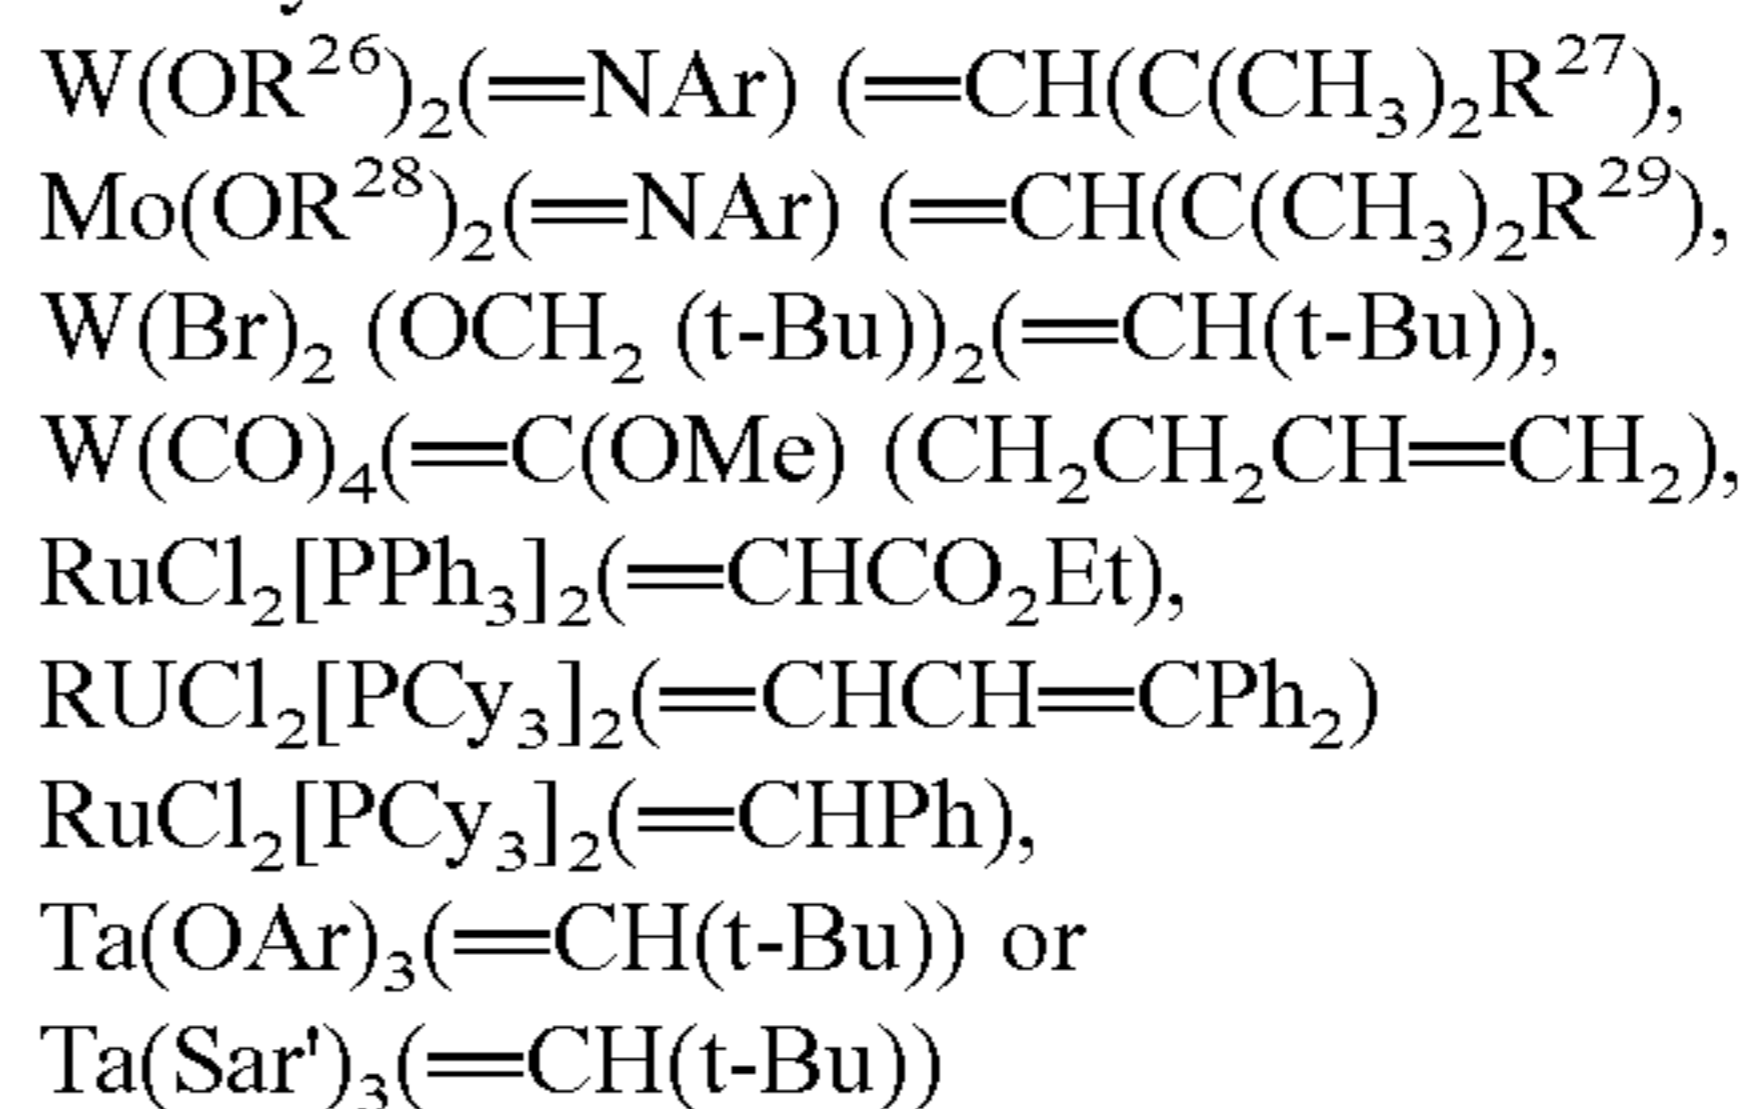 W(OR²⁶)₂(=NAr) (=CH(C(CH₃)₂R²⁷),
Mo(OR²⁸)₂(=NAr) (=CH(C(CH₃)₂R²⁹),
W(Br)₂ (OCH₂ (t-Bu))₂(=CH(t-Bu)),
W(CO)₄(=C(OMe) (CH₂CH₂CH=CH₂),
RuCl₂[PPh₃]₂(=CHCO₂Et),
RUCl₂[PCy₃]₂(=CHCH=CPh₂)
RuCl₂[PCy₃]₂(=CHPh),
Ta(OAr)₃(=CH(t-Bu)) or
Ta(Sar')₃(=CH(t-Bu))